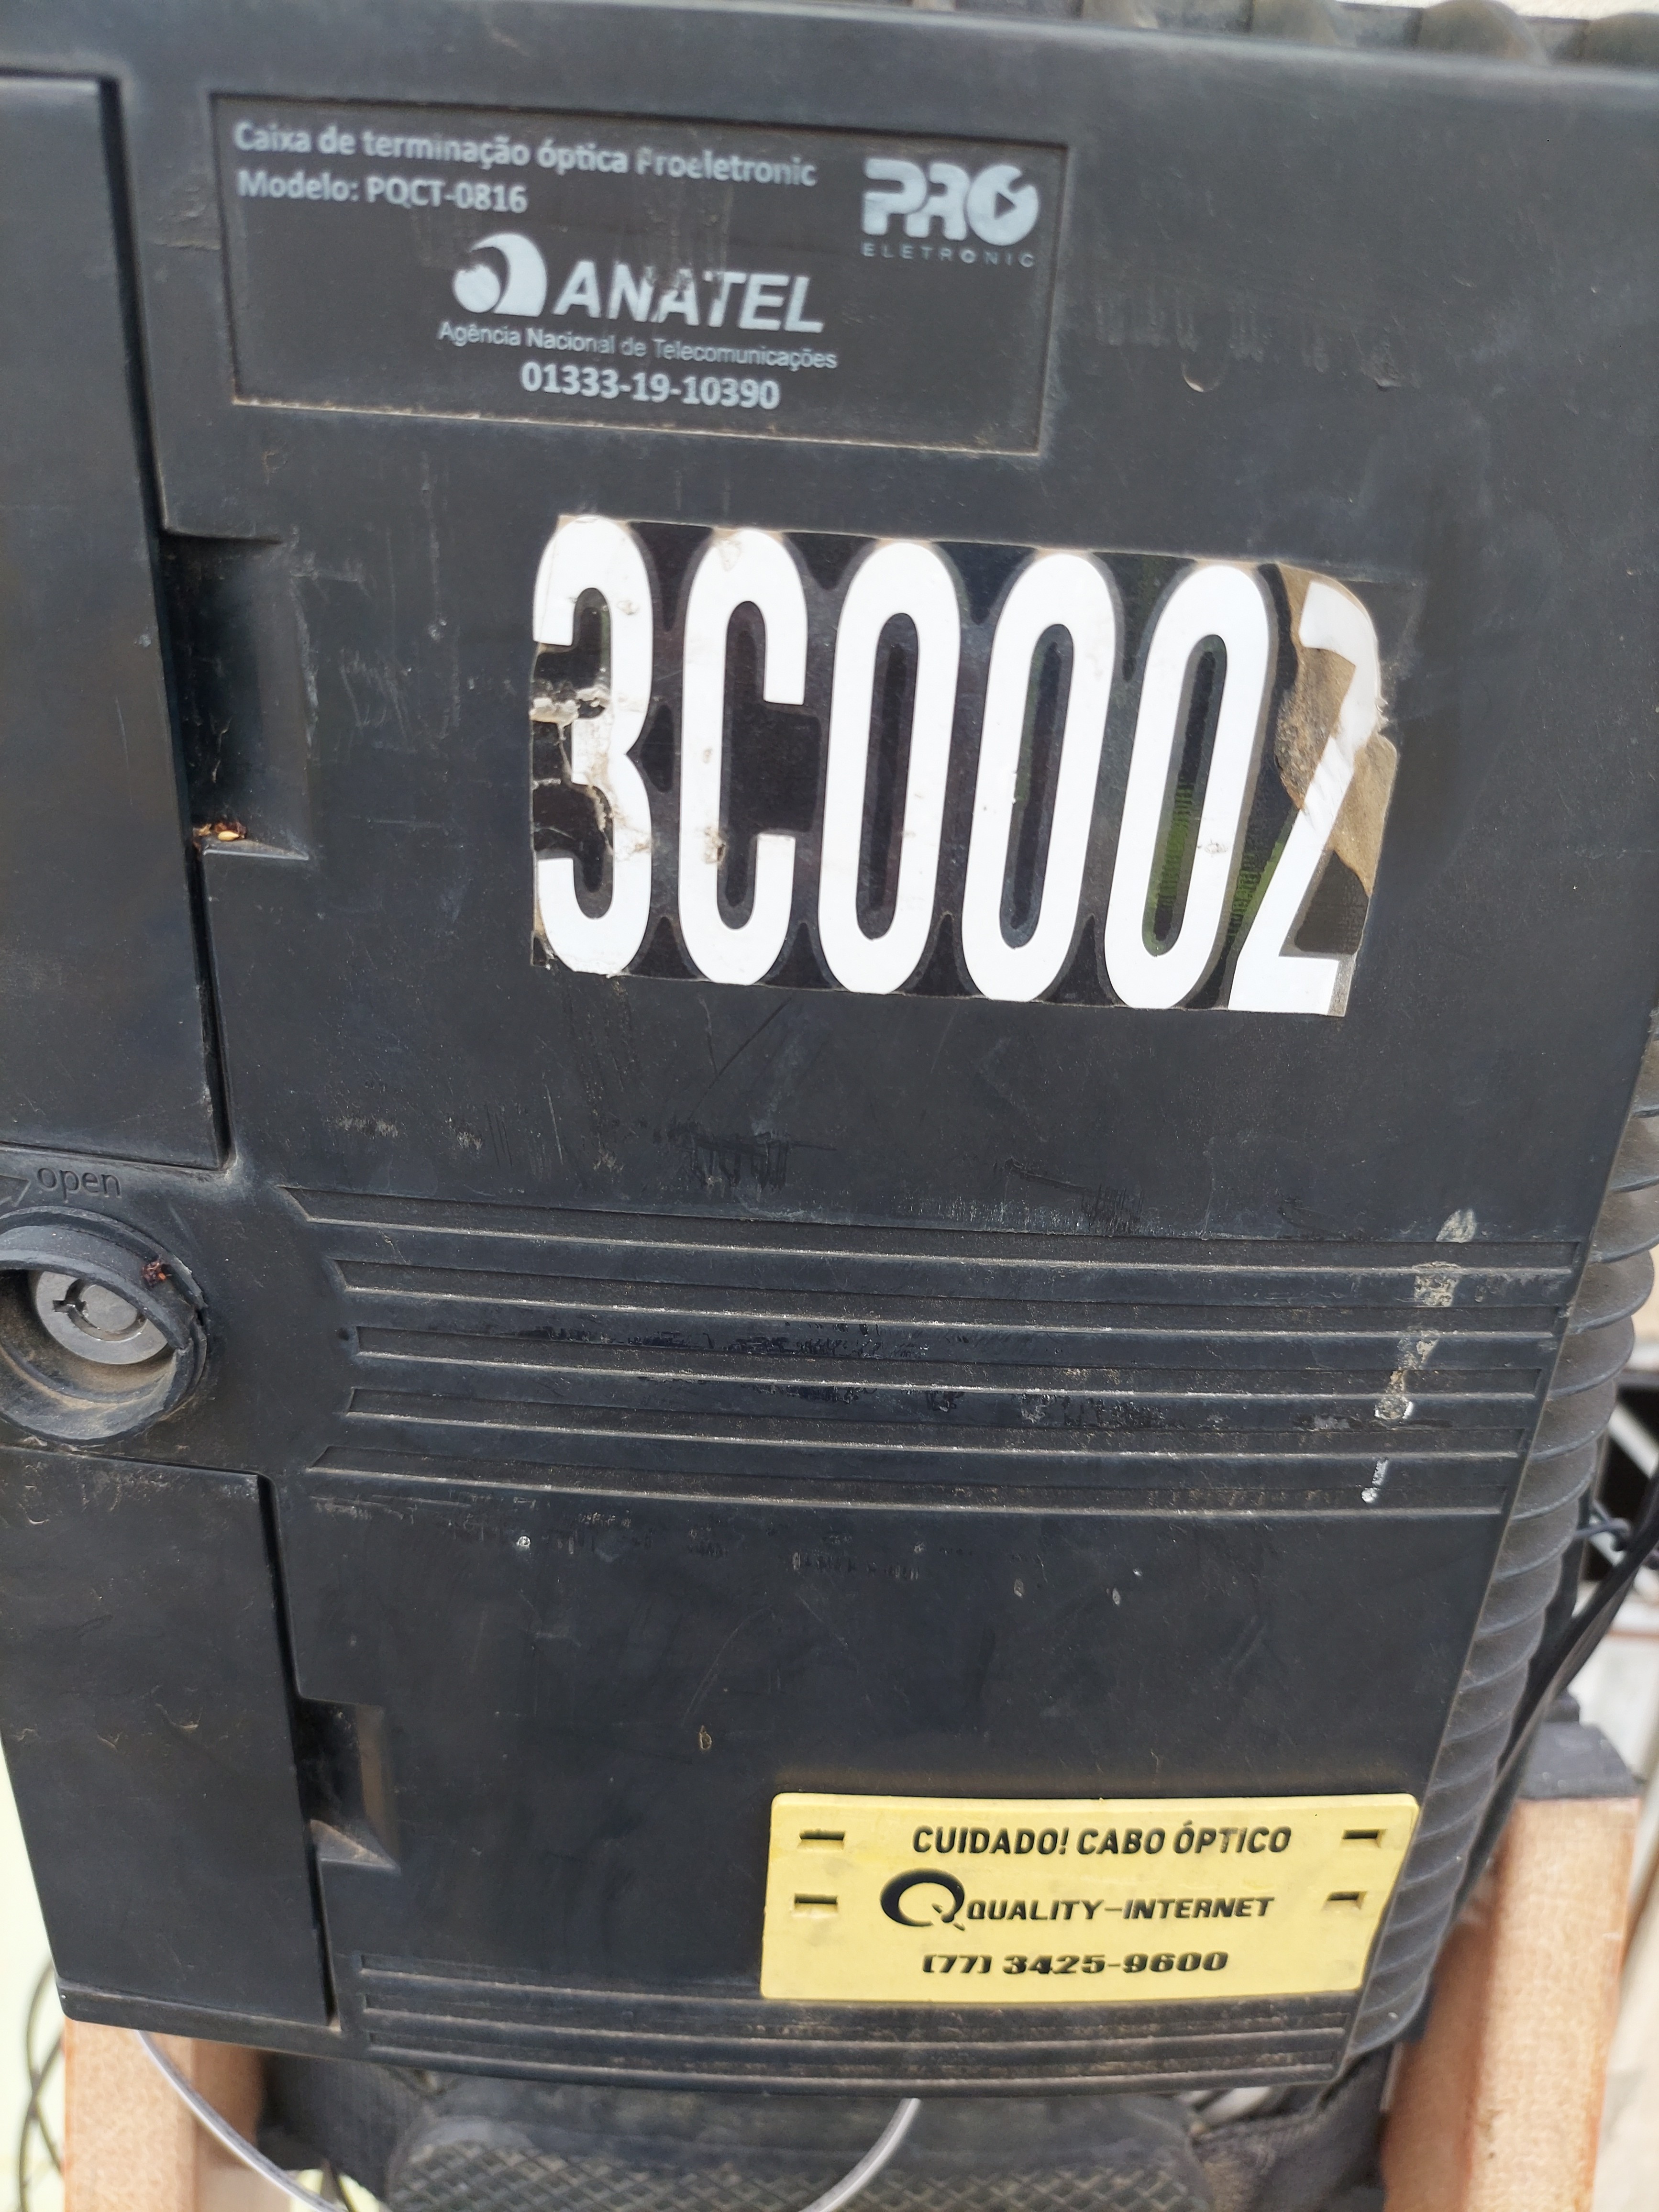 Caixa de terminação óptica Proeletronic
Modelo: PQCT-0816
PRO
ELETRONIC
ANATEL
Agência Nacional de Telecomunicações
01333-19-10390
3C0002
open
CUIDADO! CABO ÓPTICO
QUALITY-INTERNET
(77) 3425-9600